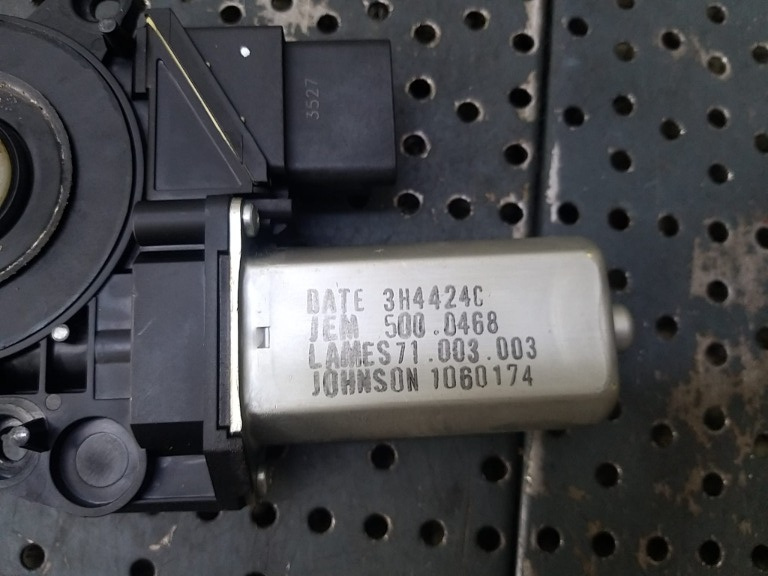 3527
DATE 3H4424C
JEM 500.0468
LAMES71.003.003
JOHNSON 1060174